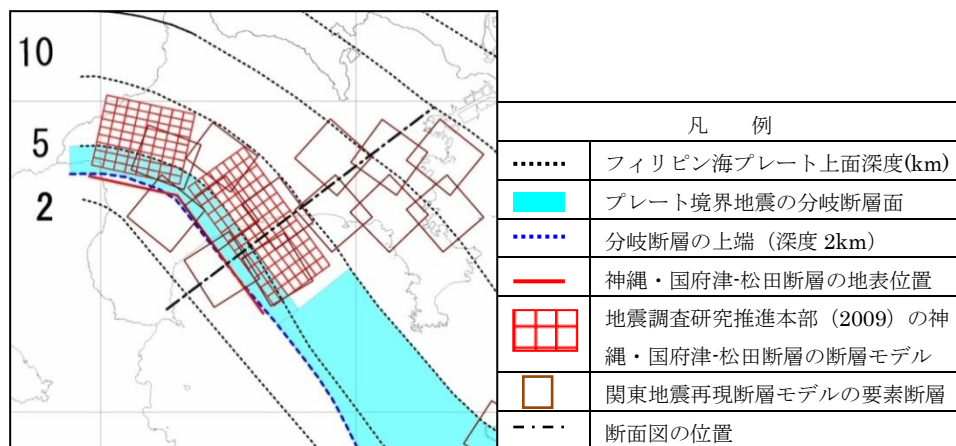 10
5
2
凡 例
フィリピン海プレート上面深度(km)
プレート境界地震の分岐断層面
分岐断層の上端(深度 2km)
神縄・国府津-松田断層の地表位置
地震調査研究推進本部(2009)の神
縄・国府津-松田断層の断層モデル
関東地震再現断層モデルの要素断層
断面図の位置